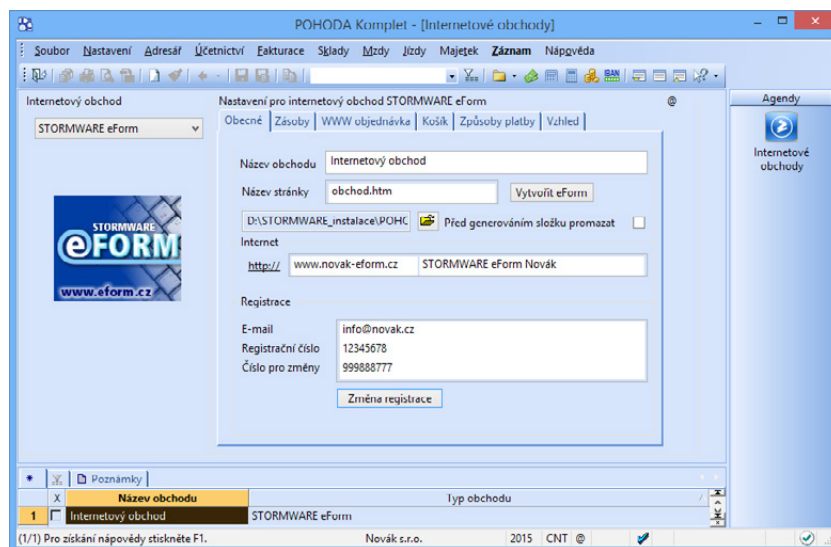 POHODA Komplet - [Internetové obchody]
Soubor Nastavení Adresář Účetnictví Fakturace Sklady Mzdy Jízdy Majetek Záznam Nápověda
Internetový obchod
STORMWARE eForm
STORMWARE
eFORM
www.eform.cz
Nastavení pro internetový obchod STORMWARE eForm @
Obecné Zásoby WWW objednávka Košík Způsoby platby Vzhled
Název obchodu Internetový obchod
Název stránky obchod.htm Vytvořit eForm
D:\STORMWARE_instalace\POHC Před generováním složku promazat
Internet
http:// www.novak-eform.cz STORMWARE eForm Novák
Registrace
E-mail info@novak.cz
Registrační číslo 12345678
Číslo pro změny 999888777
Změna registrace
Agendy
Internetové
obchody
* Poznámky
X Název obchodu Typ obchodu
1 Internetový obchod STORMWARE eForm
(1/1) Pro získání nápovědy stiskněte F1. Novák s.r.o. 2015 CNT @